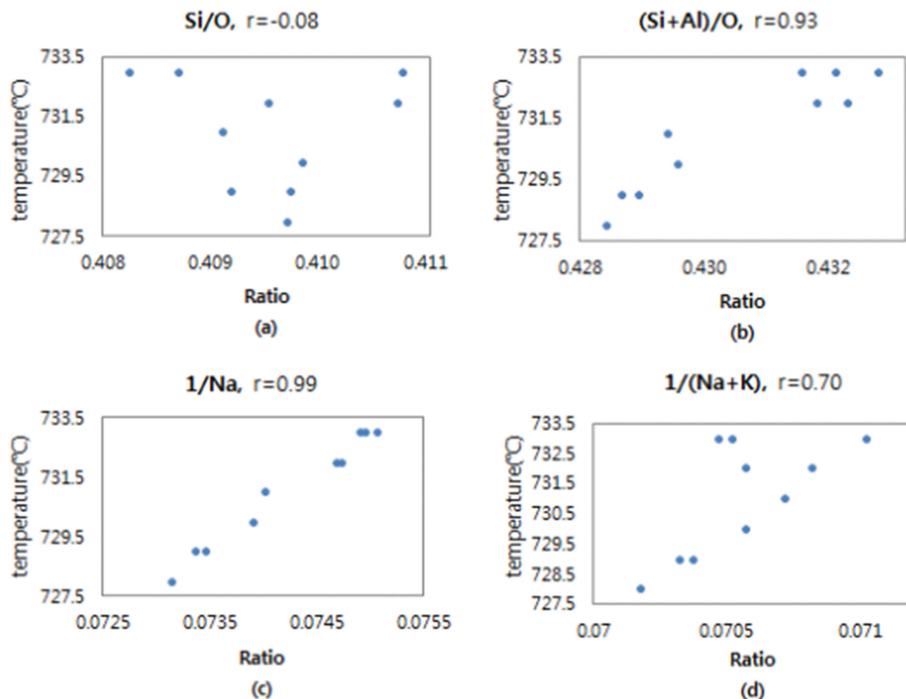 Si/O, r=-0.08
temperature(℃)
733.5
731.5
729.5
727.5
0.408
0.409
0.410
0.411
Ratio
(a)
(Si+Al)/O, r=0.93
temperature(℃)
733.5
731.5
729.5
727.5
0.428
0.430
0.432
Ratio
(b)
1/Na, r=0.99
temperature(℃)
733.5
731.5
729.5
727.5
0.0725
0.0735
0.0745
0.0755
Ratio
(c)
1/(Na+K), r=0.70
temperature(℃)
733.5
732.5
731.5
730.5
729.5
728.5
727.5
0.07
0.0705
0.071
Ratio
(d)